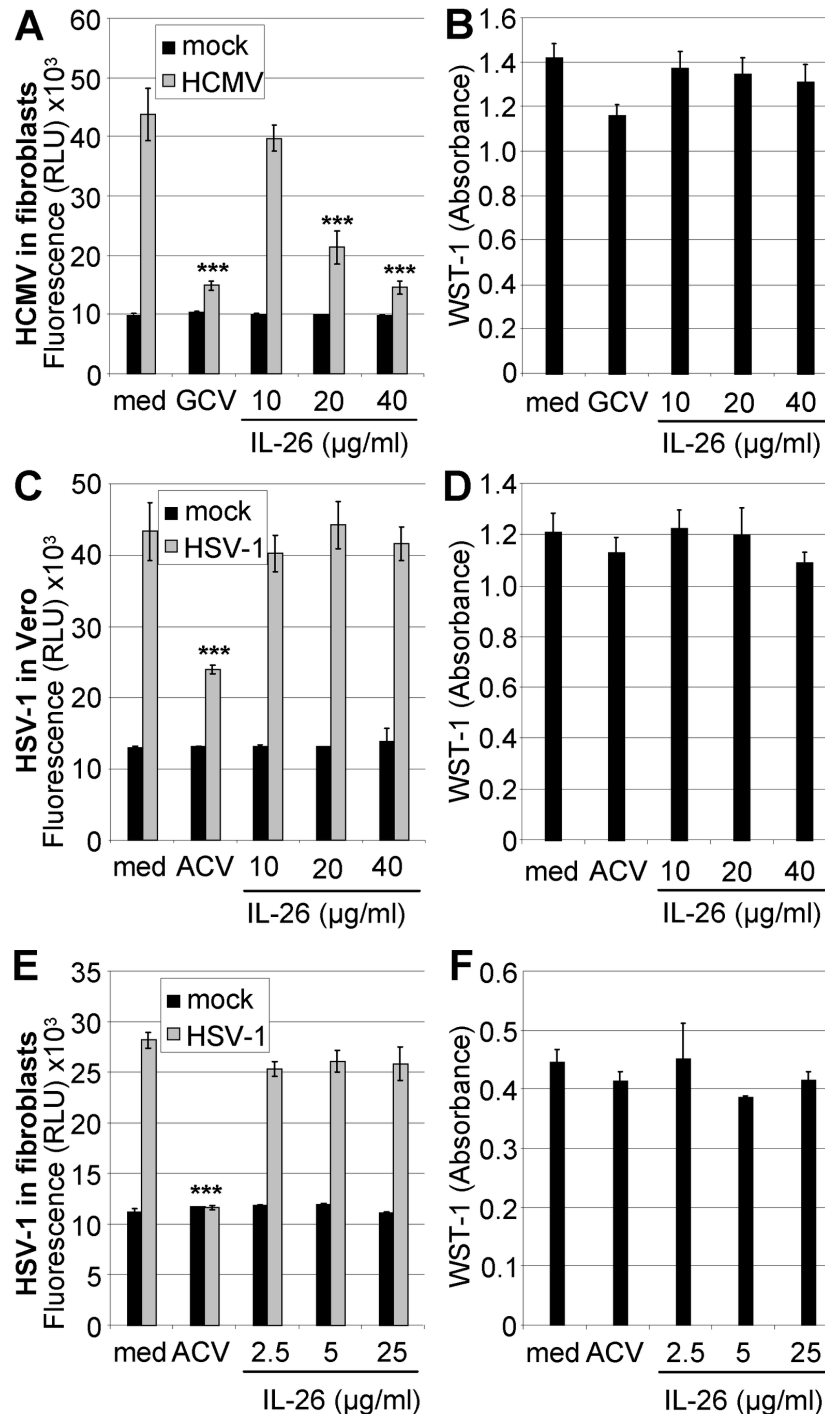 A
HCMV in fibroblasts
Fluorescence (RLU) x10³
60
50
40
30
20
10
0
mock
HCMV
***
***
***
med GCV 10 20 40
IL-26 (µg/ml)
B
WST-1 (Absorbance)
1.6
1.4
1.2
1.0
0.8
0.6
0.4
0.2
0
med GCV 10 20 40
IL-26 (µg/ml)
C
HSV-1 in Vero
Fluorescence (RLU) x10³
50
40
30
20
10
0
mock
HSV-1
***
med ACV 10 20 40
IL-26 (µg/ml)
D
WST-1 (Absorbance)
1.4
1.2
1.0
0.8
0.6
0.4
0.2
0
med ACV 10 20 40
IL-26 (µg/ml)
E
HSV-1 in fibroblasts
Fluorescence (RLU) x10³
35
30
25
20
15
10
5
0
mock
HSV-1
***
med ACV 2.5 5 25
IL-26 (µg/ml)
F
WST-1 (Absorbance)
0.6
0.5
0.4
0.3
0.2
0.1
0
med ACV 2.5 5 25
IL-26 (µg/ml)